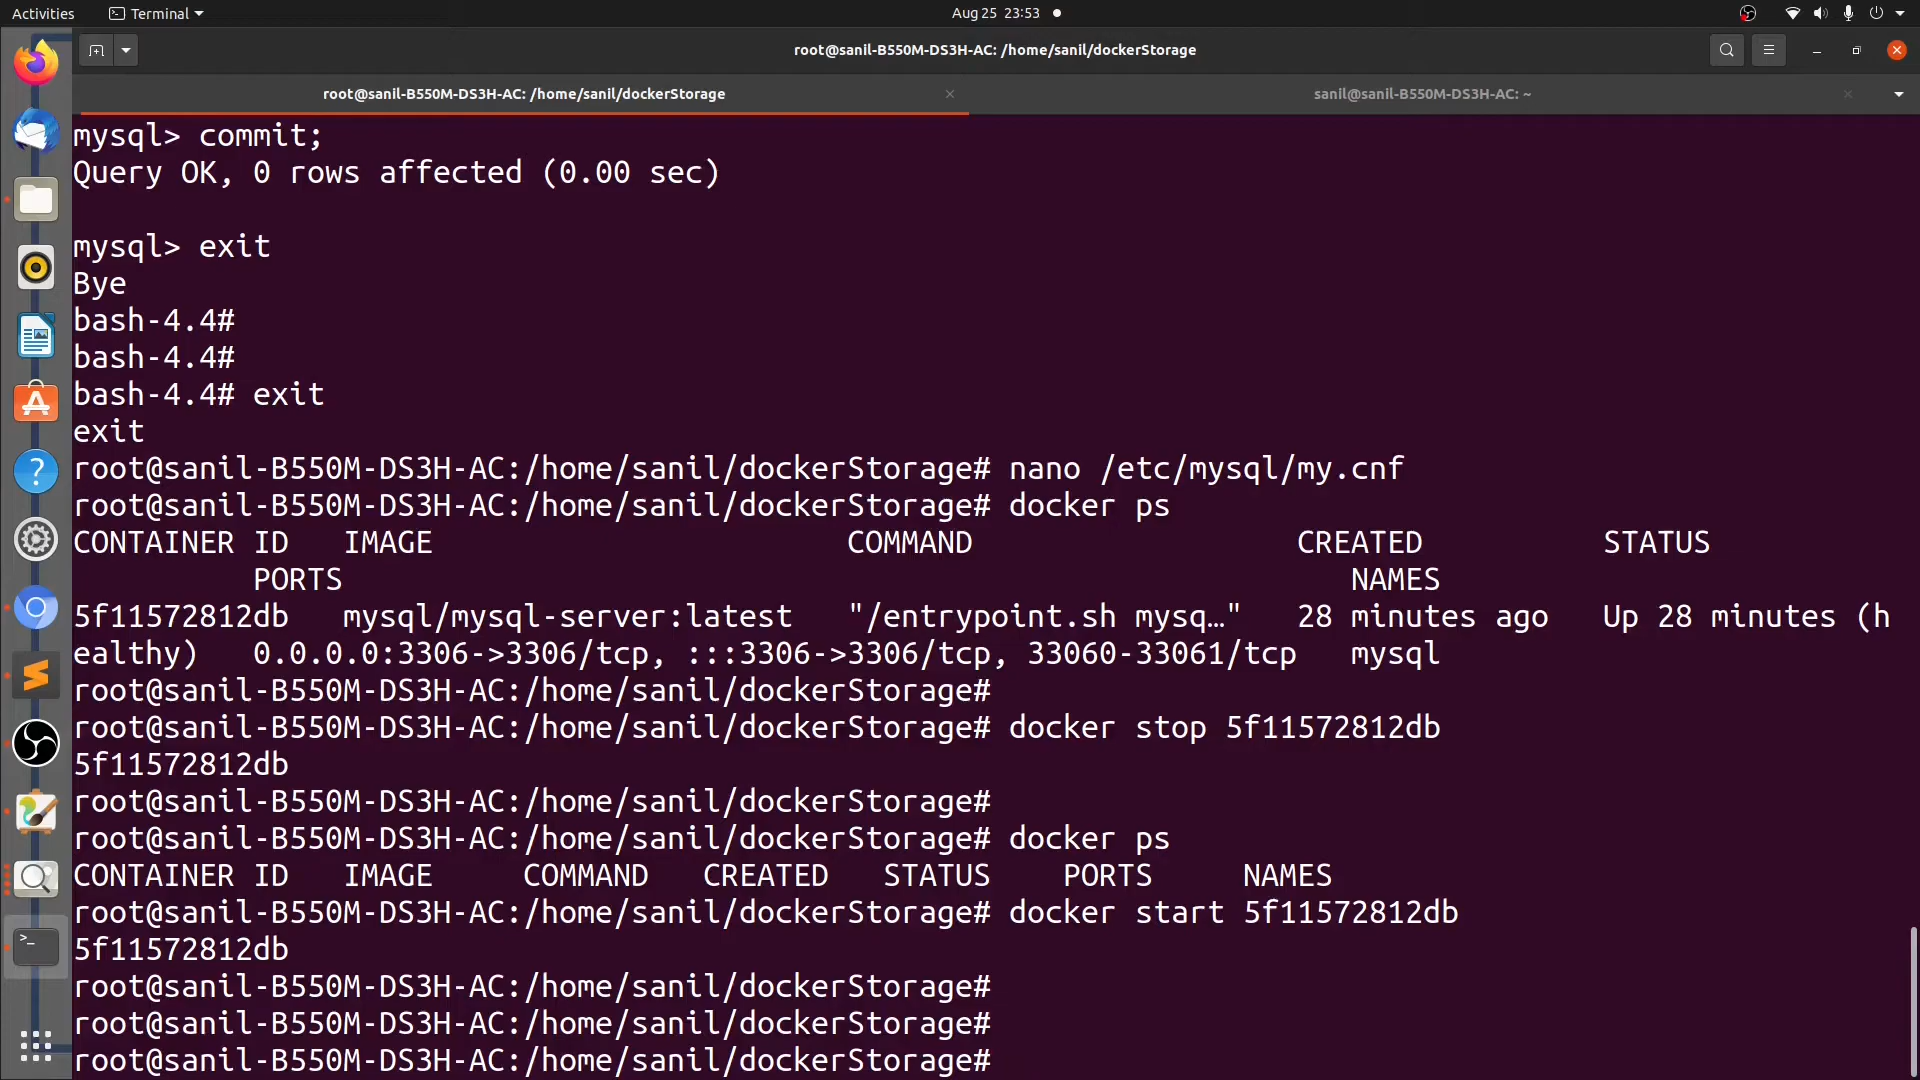 Activities Terminal Aug 25 23:53
root@sanil-B550M-DS3H-AC: /home/sanil/dockerStorage
root@sanil-B550M-DS3H-AC: /home/sanil/dockerStorage sanil@sanil-B550M-DS3H-AC: ~
mysql> commit;
Query OK, 0 rows affected (0.00 sec)
mysql> exit
Bye
bash-4.4#
bash-4.4#
bash-4.4# exit
exit
root@sanil-B550M-DS3H-AC:/home/sanil/dockerStorage# nano /etc/mysql/my.cnf
root@sanil-B550M-DS3H-AC:/home/sanil/dockerStorage# docker ps
CONTAINER ID   IMAGE                       COMMAND                  CREATED          STATUS
          PORTS                                                        NAMES
5f11572812db   mysql/mysql-server:latest   "/entrypoint.sh mysq…"   28 minutes ago   Up 28 minutes (h
ealthy)   0.0.0.0:3306->3306/tcp, :::3306->3306/tcp, 33060-33061/tcp   mysql
root@sanil-B550M-DS3H-AC:/home/sanil/dockerStorage#
root@sanil-B550M-DS3H-AC:/home/sanil/dockerStorage# docker stop 5f11572812db
5f11572812db
root@sanil-B550M-DS3H-AC:/home/sanil/dockerStorage#
root@sanil-B550M-DS3H-AC:/home/sanil/dockerStorage# docker ps
CONTAINER ID   IMAGE     COMMAND   CREATED   STATUS    PORTS     NAMES
root@sanil-B550M-DS3H-AC:/home/sanil/dockerStorage# docker start 5f11572812db
5f11572812db
root@sanil-B550M-DS3H-AC:/home/sanil/dockerStorage#
root@sanil-B550M-DS3H-AC:/home/sanil/dockerStorage#
root@sanil-B550M-DS3H-AC:/home/sanil/dockerStorage#